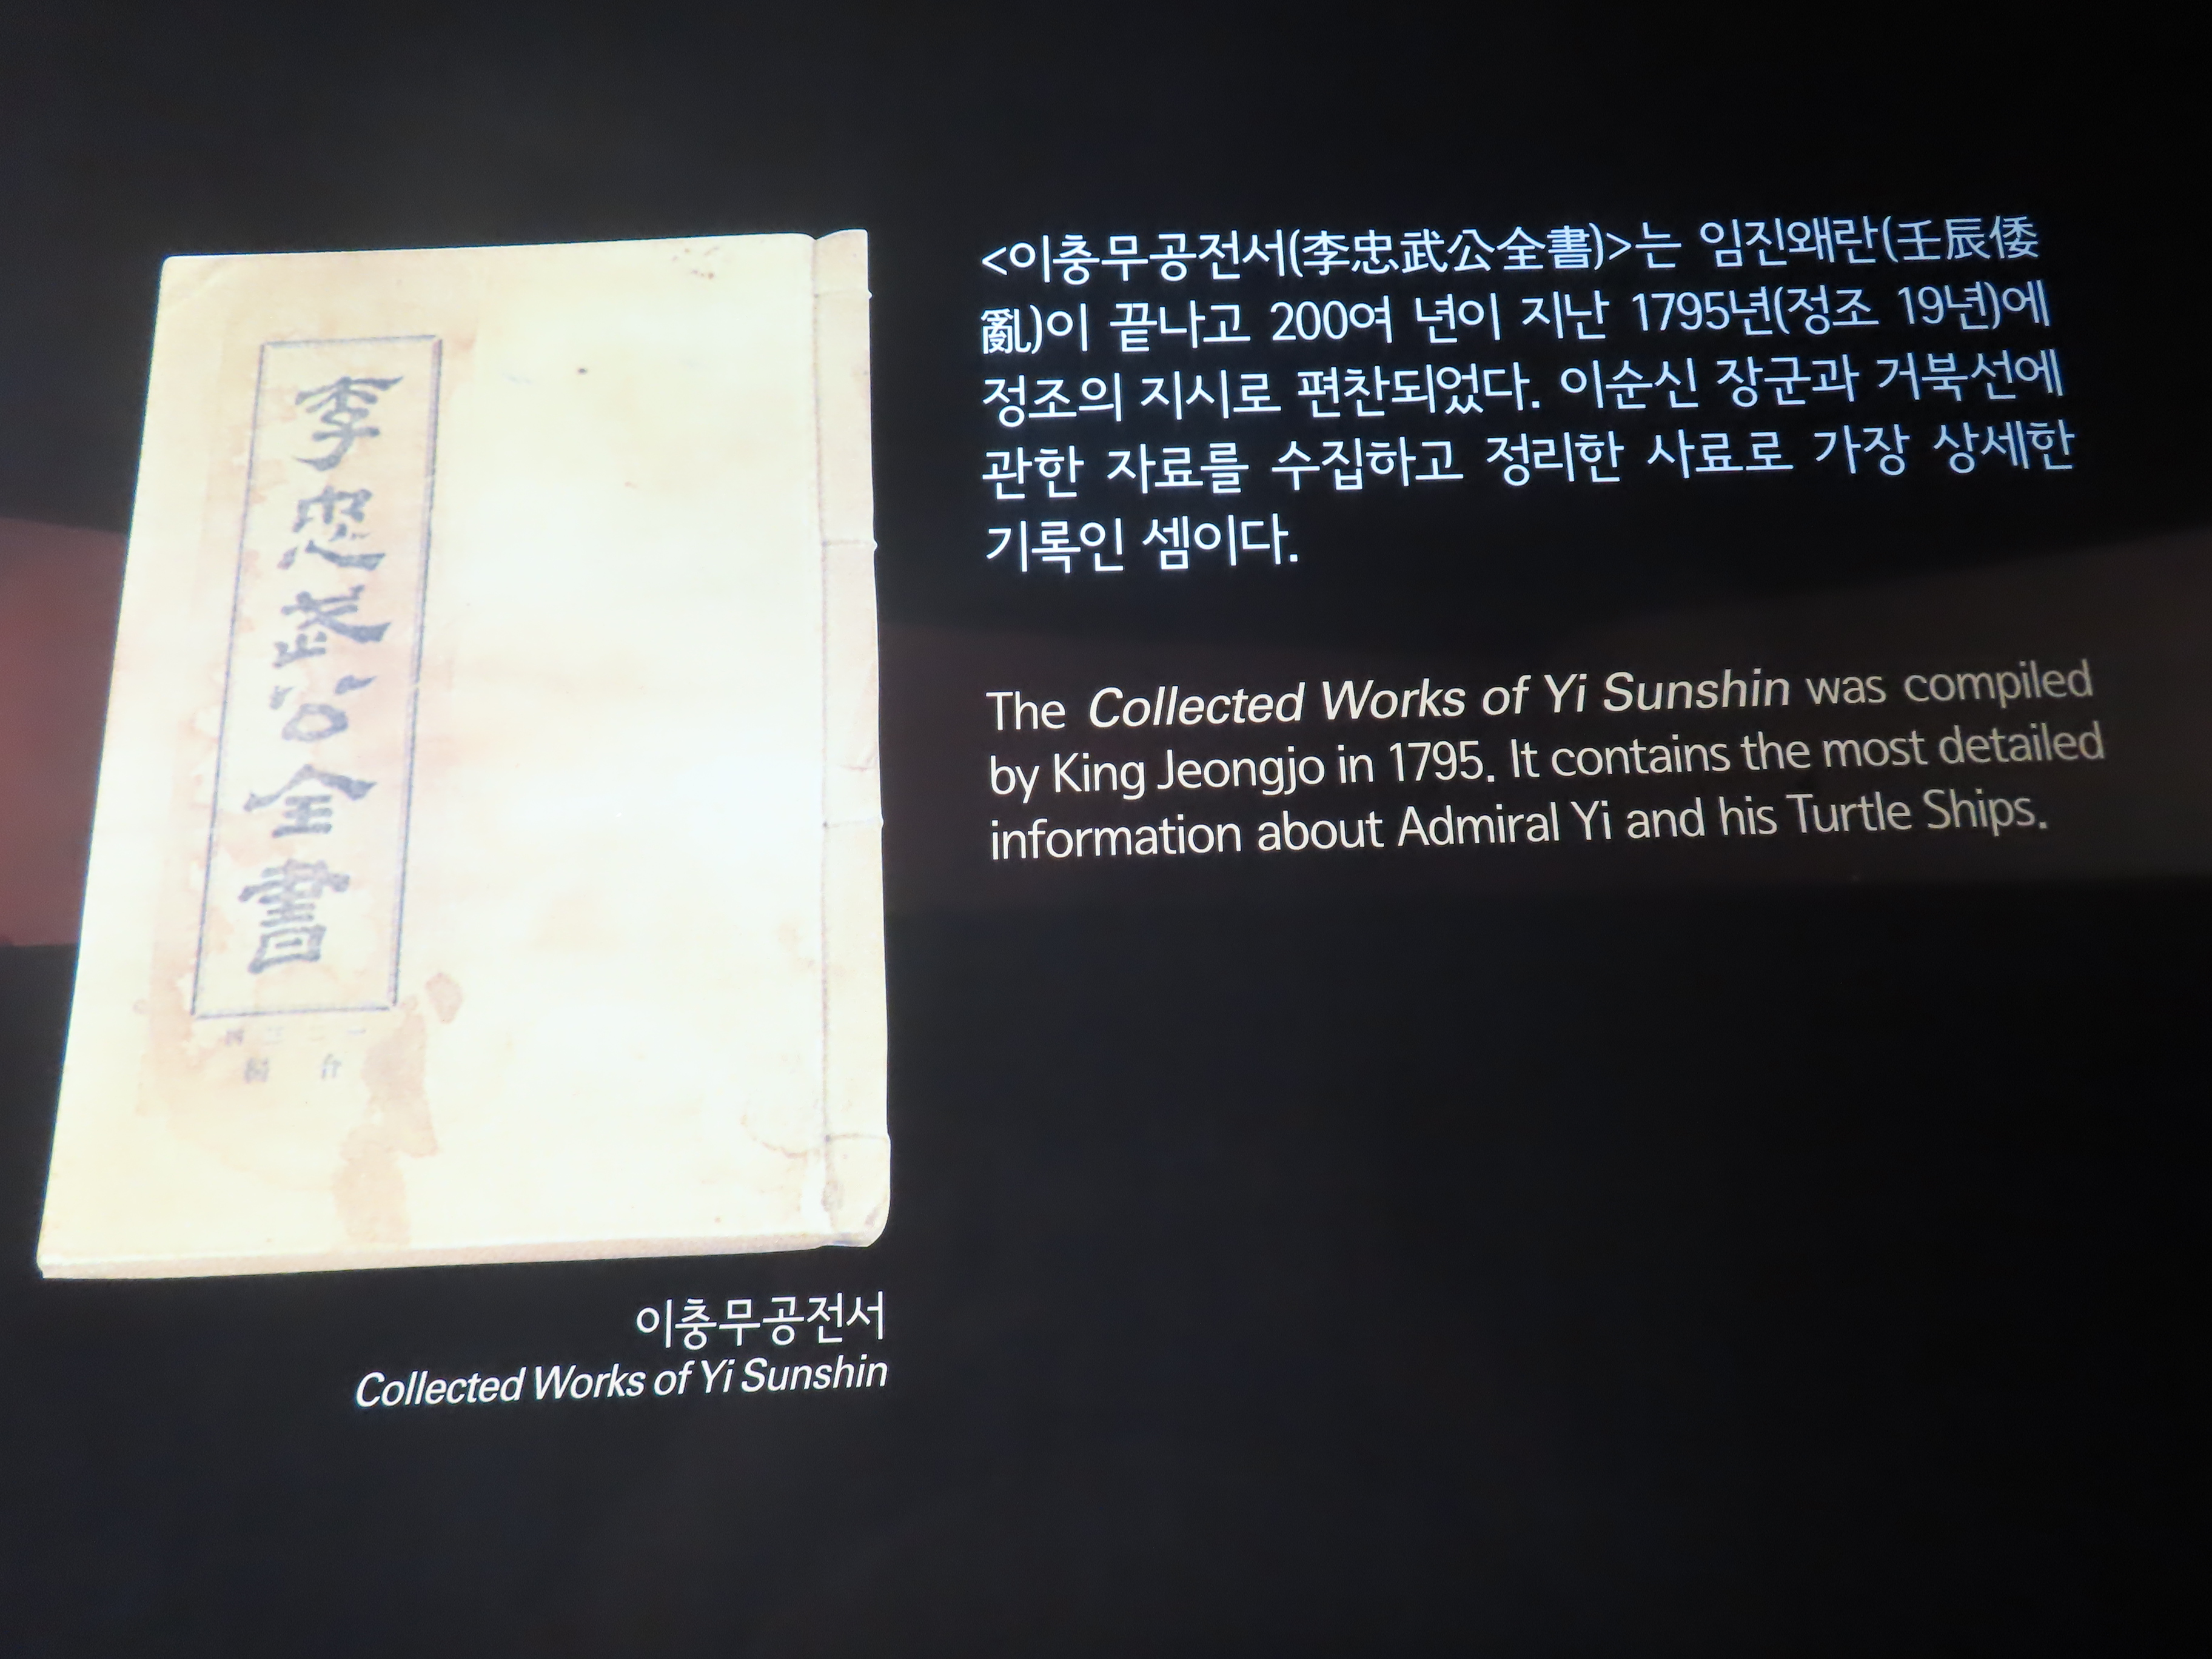 李忠武公全書
이충무공전서
Collected Works of Yi Sunshin
<이충무공전서(李忠武公全書)>는 임진왜란(壬辰倭
亂)이 끝나고 200여 년이 지난 1795년(정조 19년)에
정조의 지시로 편찬되었다. 이순신 장군과 거북선에
관한 자료를 수집하고 정리한 사료로 가장 상세한
기록인 셈이다.
The Collected Works of Yi Sunshin was compiled
by King Jeongjo in 1795. It contains the most detailed
information about Admiral Yi and his Turtle Ships.